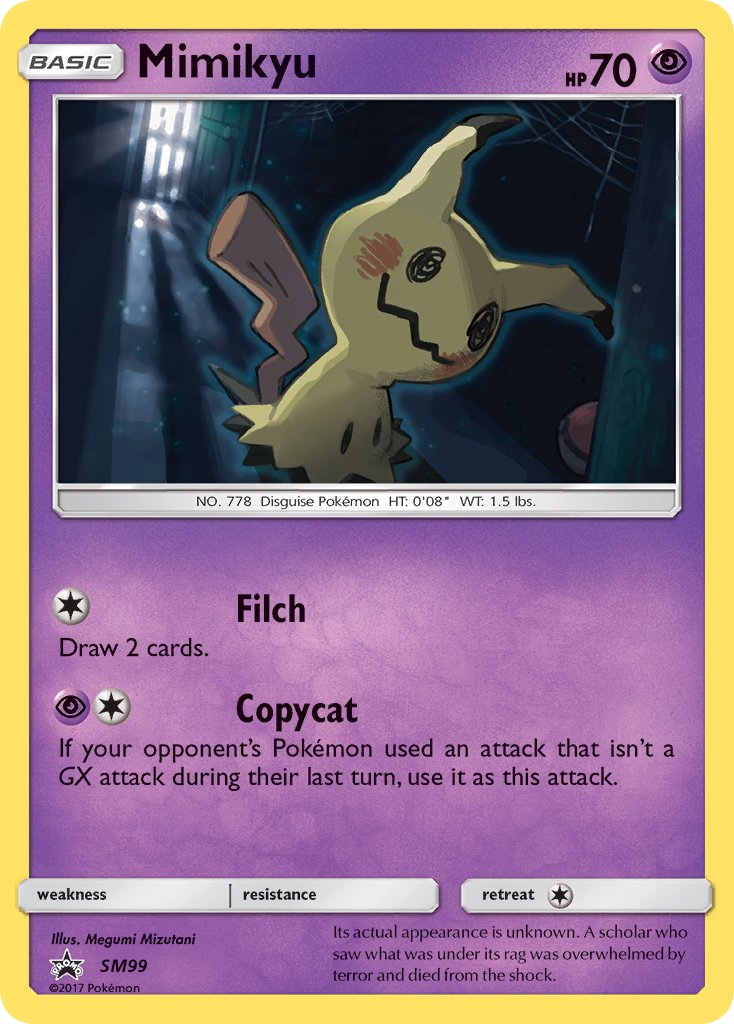 BASIC Mimikyu HP 70
NO. 778 Disguise Pokémon HT: 0'08" WT: 1.5 lbs.
Filch
Draw 2 cards.
Copycat
If your opponent's Pokémon used an attack that isn't a
GX attack during their last turn, use it as this attack.
weakness resistance retreat
Illus. Megumi Mizutani
PROMO SM99
©2017 Pokémon
Its actual appearance is unknown. A scholar who
saw what was under its rag was overwhelmed by
terror and died from the shock.